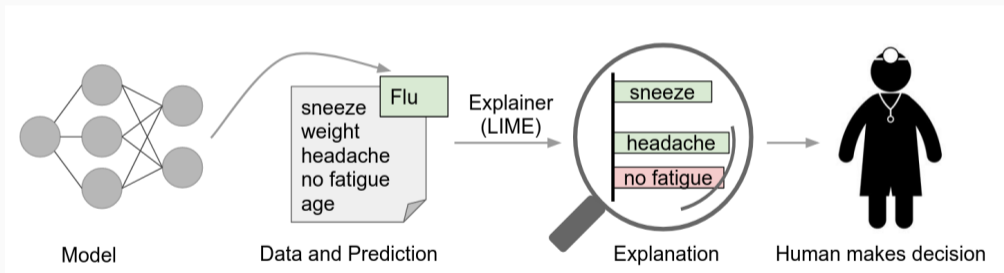 Flu
sneeze
weight
headache
no fatigue
age
Explainer
(LIME)
sneeze
headache
no fatigue
Model
Data and Prediction
Explanation
Human makes decision